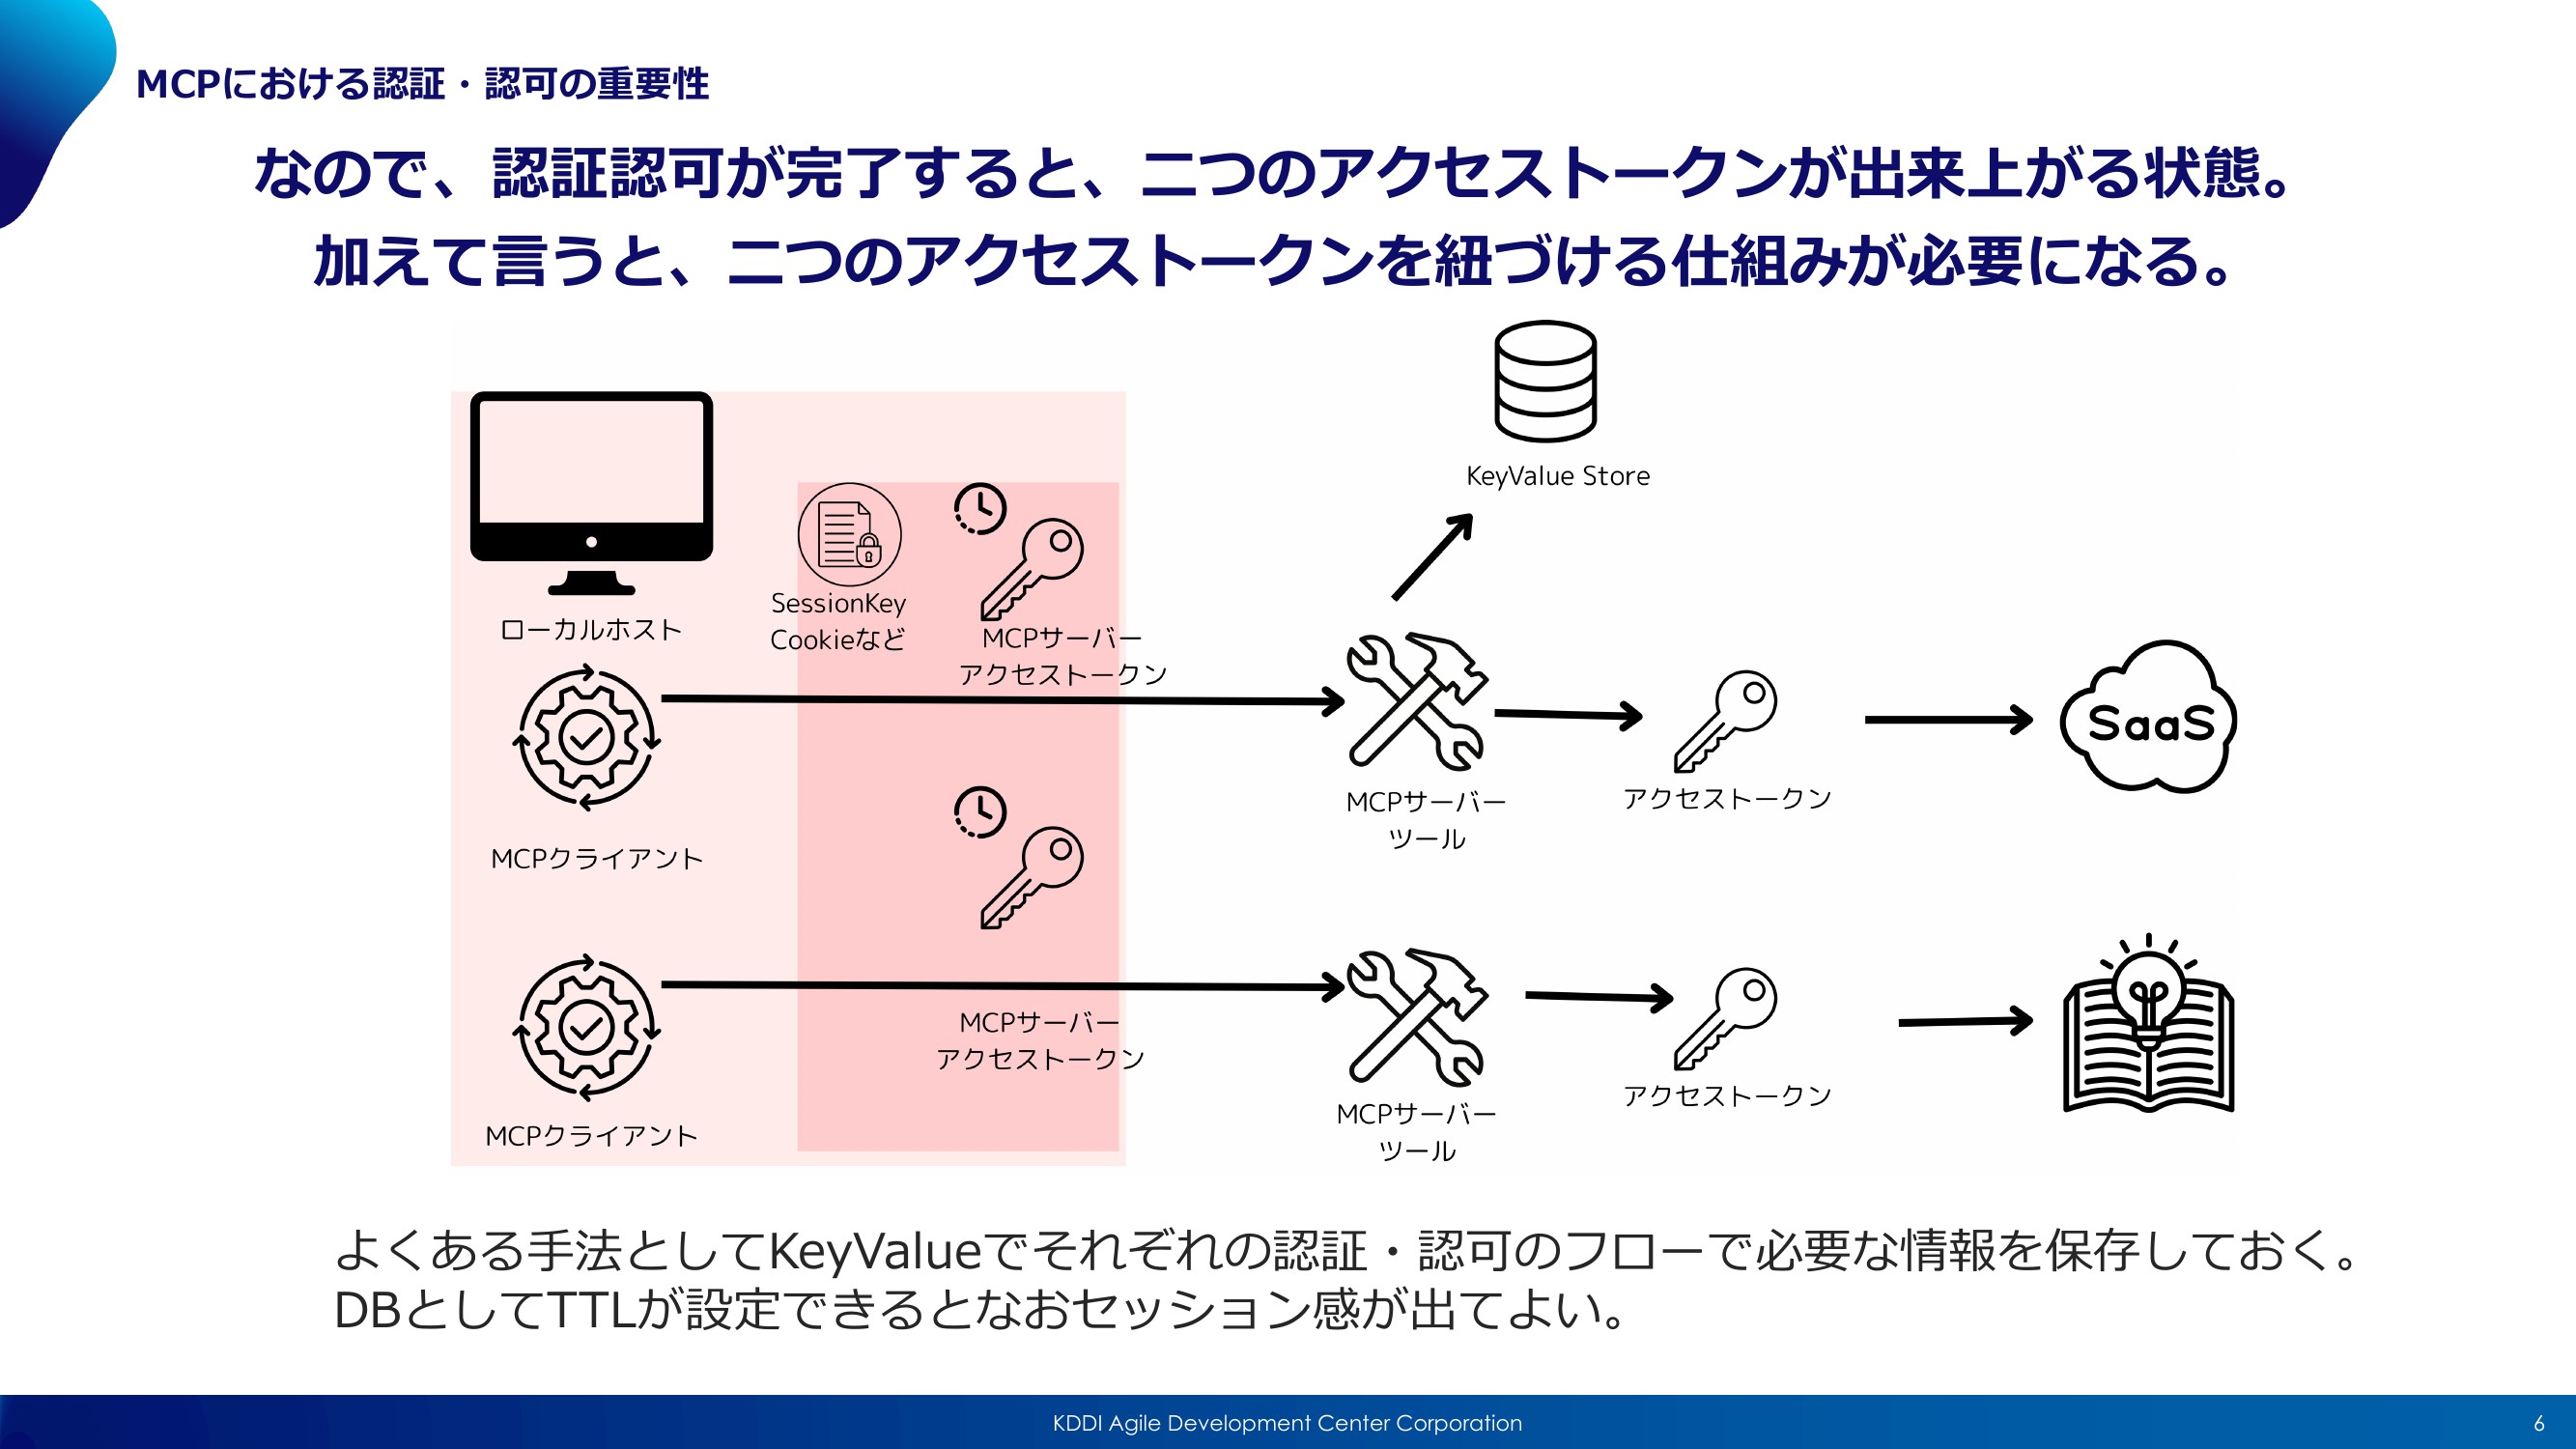 MCPにおける認証・認可の重要性
なので、認証認可が完了すると、二つのアクセストークンが出来上がる状態。
加えて言うと、二つのアクセストークンを紐づける仕組みが必要になる。
KeyValue Store
SessionKey
Cookieなど
ローカルホスト
MCPサーバー
アクセストークン
SaaS
MCPサーバー
ツール
アクセストークン
MCPクライアント
MCPサーバー
アクセストークン
アクセストークン
MCPサーバー
ツール
MCPクライアント
よくある手法としてKeyValueでそれぞれの認証・認可のフローで必要な情報を保存しておく。
DBとしてTTLが設定できるとなおセッション感が出てよい。
KDDI Agile Development Center Corporation
6